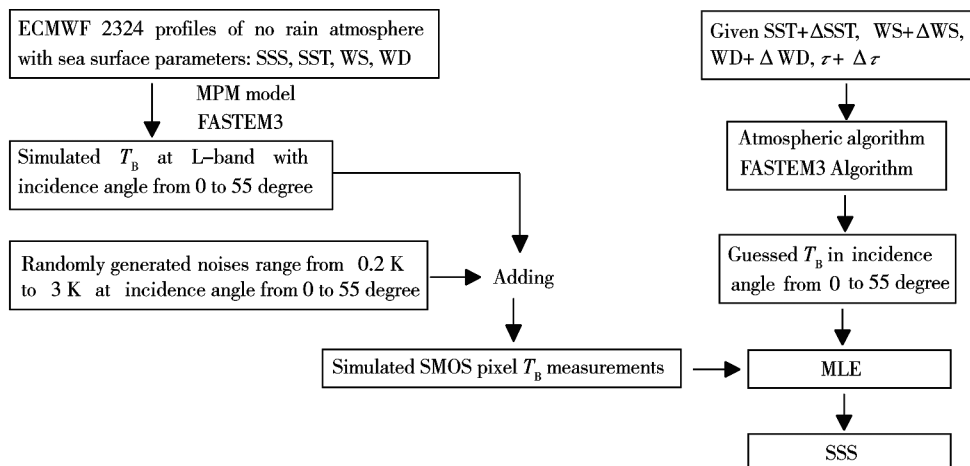 ECMWF 2324 profiles of no rain atmosphere
with sea surface parameters: SSS, SST, WS, WD
MPM model
FASTEM3
Simulated T_B at L-band with
incidence angle from 0 to 55 degree
Randomly generated noises range from 0.2 K
to 3 K at incidence angle from 0 to 55 degree
Adding
Simulated SMOS pixel T_B measurements
Given SST+ΔSST, WS+ΔWS,
WD+ Δ WD, τ+ Δ τ
Atmospheric algorithm
FASTEM3 Algorithm
Guessed T_B in incidence
angle from 0 to 55 degree
MLE
SSS